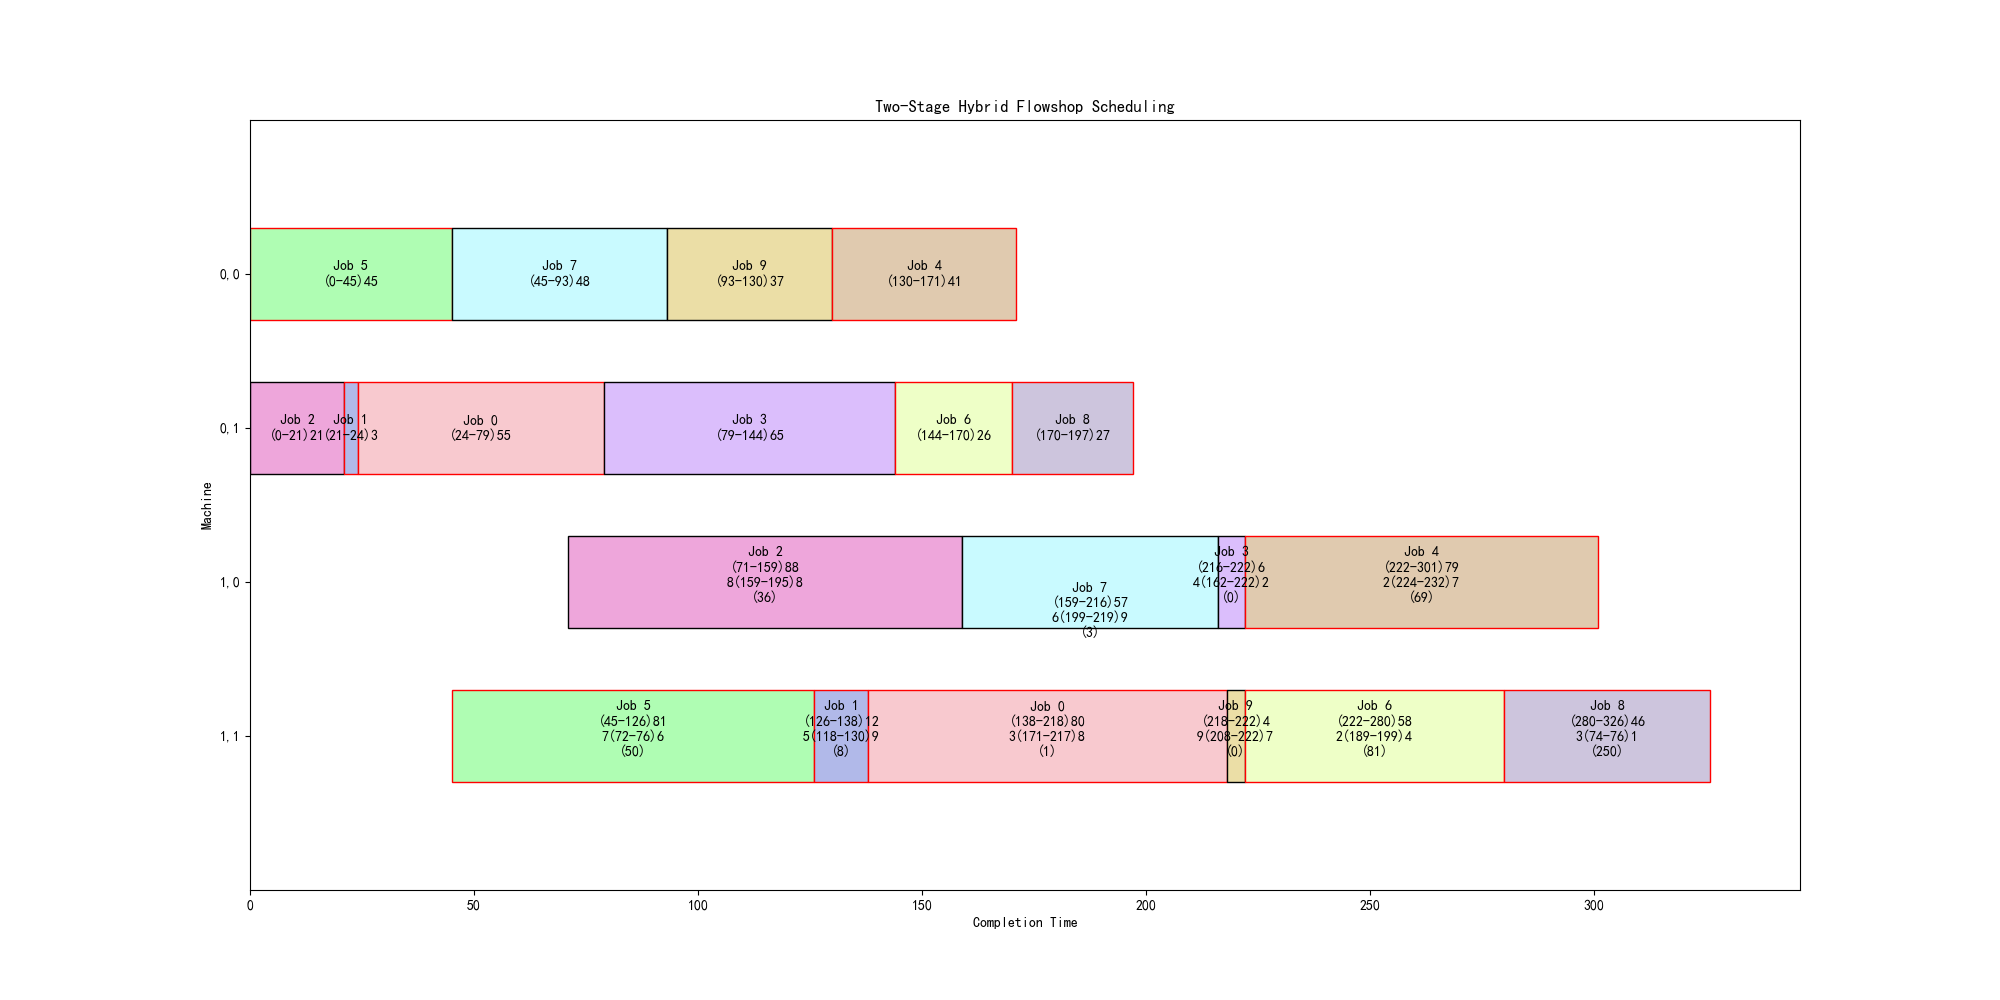 Two-Stage Hybrid Flowshop Scheduling
Machine
0,0
Job 5
(0-45)45
Job 7
(45-93)48
Job 9
(93-130)37
Job 4
(130-171)41
0,1
Job 2
(0-21)21
Job 1
(21-24)3
Job 0
(24-79)55
Job 3
(79-144)65
Job 6
(144-170)26
Job 8
(170-197)27
1,0
Job 2
(71-159)88
8(159-195)8
(36)
Job 7
(159-216)57
6(199-219)9
(3)
Job 3
(216-222)6
4(162-222)2
(0)
Job 4
(222-301)79
2(224-232)7
(69)
1,1
Job 5
(45-126)81
7(72-76)6
(50)
Job 1
(126-138)12
5(118-130)9
(8)
Job 0
(138-218)80
3(171-217)8
(1)
Job 9
(218-222)4
9(208-222)7
(0)
Job 6
(222-280)58
2(189-199)4
(81)
Job 8
(280-326)46
3(74-76)1
(250)
0
50
100
150
200
250
300
Completion Time